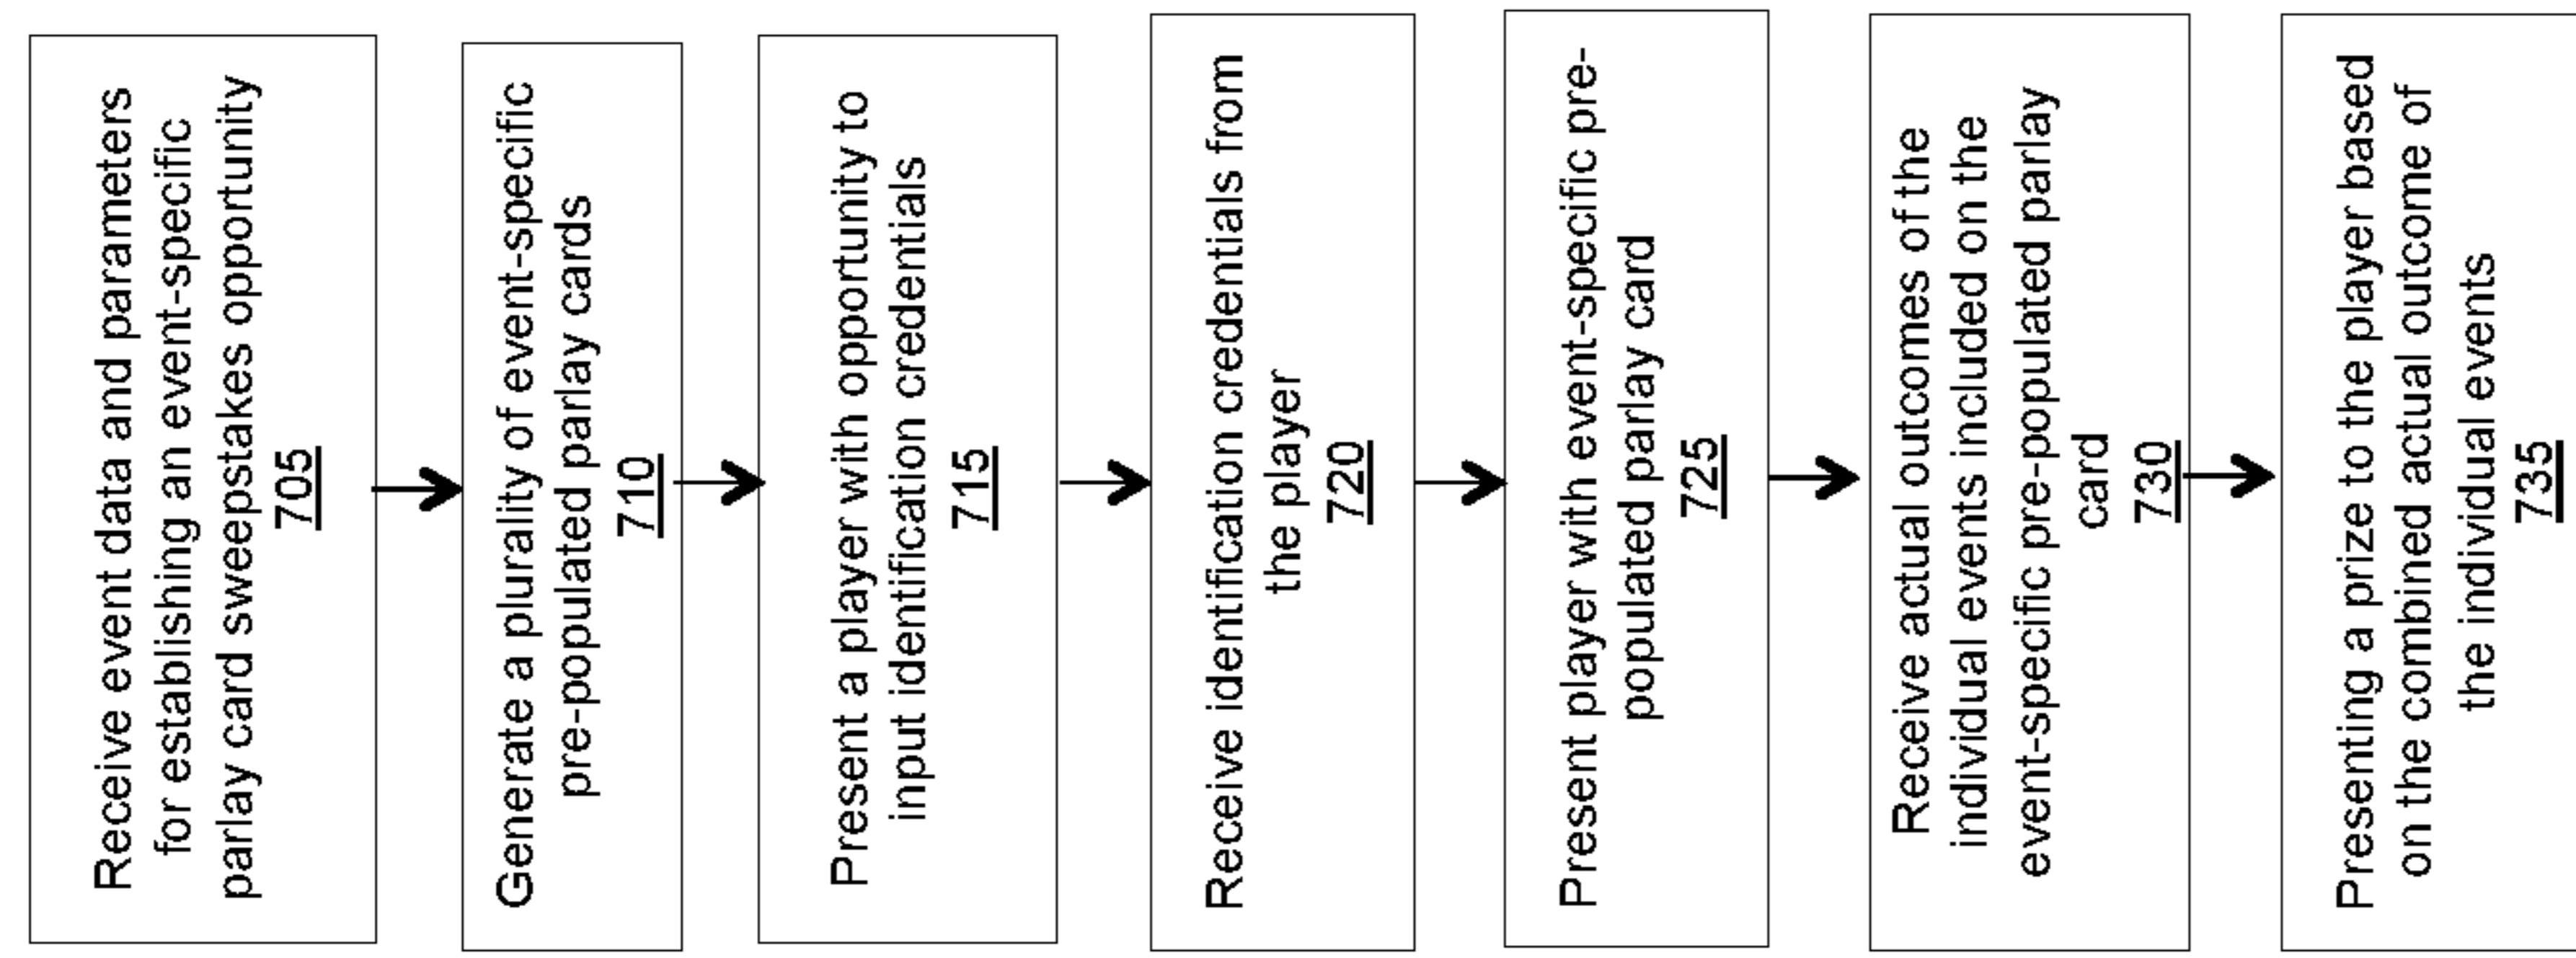 Receive event data and parameters
for establishing an event-specific
parlay card sweepstakes opportunity
705
Generate a plurality of event-specific
pre-populated parlay cards
710
Present a player with opportunity to
input identification credentials
715
Receive identification credentials from
the player
720
Present player with event-specific pre-
populated parlay card
725
Receive actual outcomes of the
individual events included on the
event-specific pre-populated parlay
card
730
Presenting a prize to the player based
on the combined actual outcome of
the individual events
735